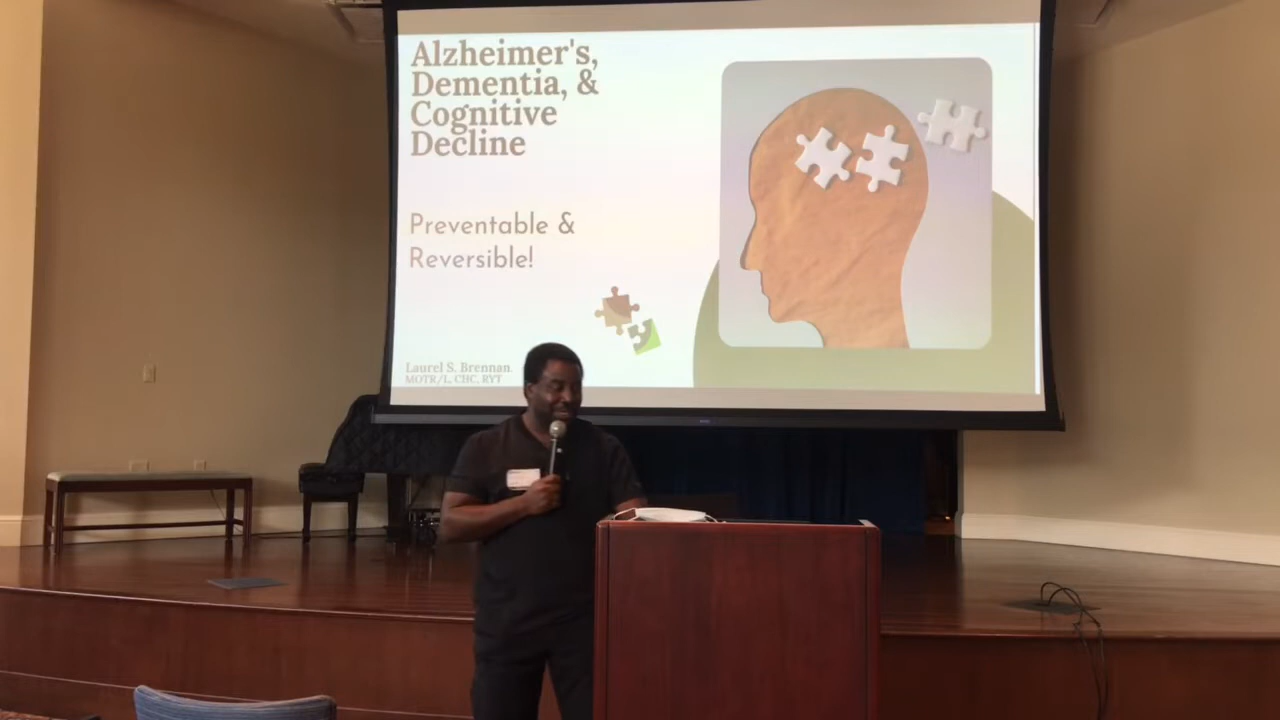 Alzheimer's,
Dementia, &
Cognitive
Decline
Preventable &
Reversible!
Laurel S. Brennan.
MOTR/L, CHC, RYT